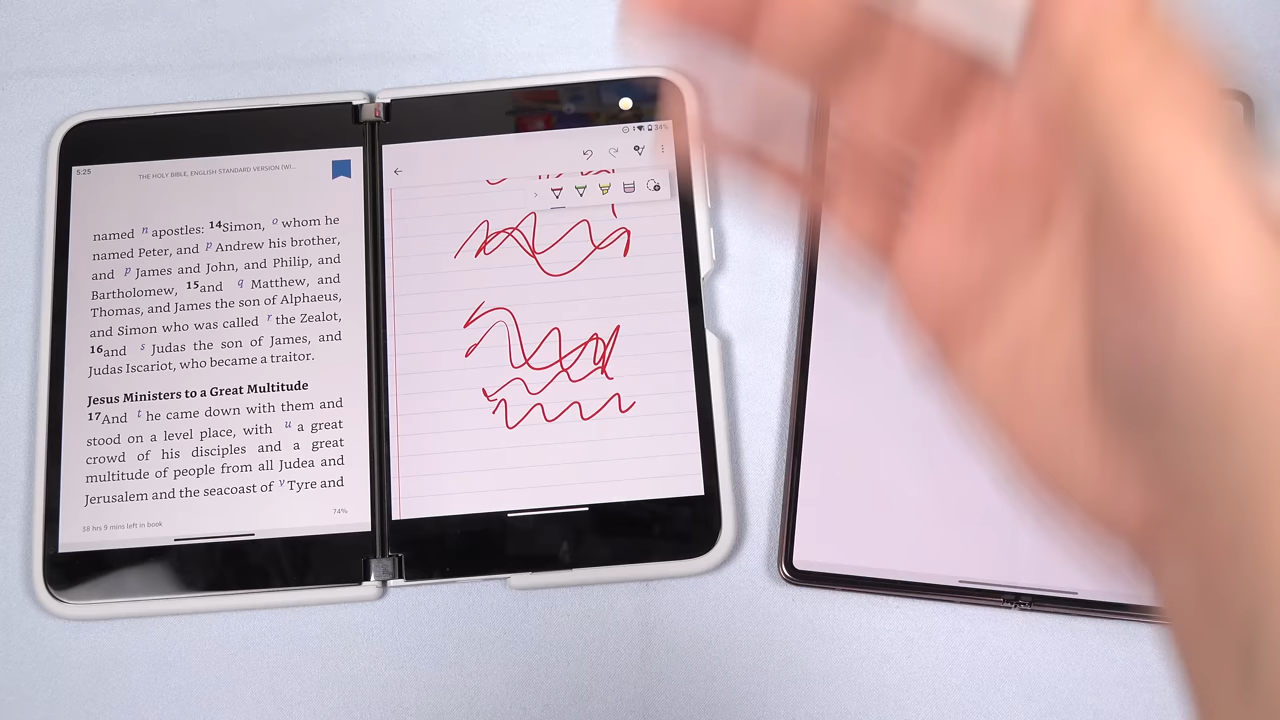 5:25
THE HOLY BIBLE, ENGLISH STANDARD VERSION (WI...
named n apostles: 14Simon, o whom he
named Peter, and p Andrew his brother,
and p James and John, and Philip, and
Bartholomew, 15and q Matthew, and
Thomas, and James the son of Alphaeus,
and Simon who was called r the Zealot,
16and s Judas the son of James, and
Judas Iscariot, who became a traitor.
Jesus Ministers to a Great Multitude
17And t he came down with them and
stood on a level place, with u a great
crowd of his disciples and a great
multitude of people from all Judea and
Jerusalem and the seacoast of v Tyre and
38 hrs 9 mins left in book
74%
34%